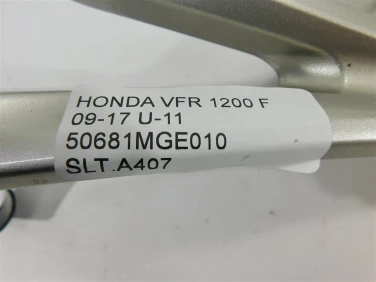 HONDA VFR 1200 F
09-17 U-11
50681MGE010
SLT.A407